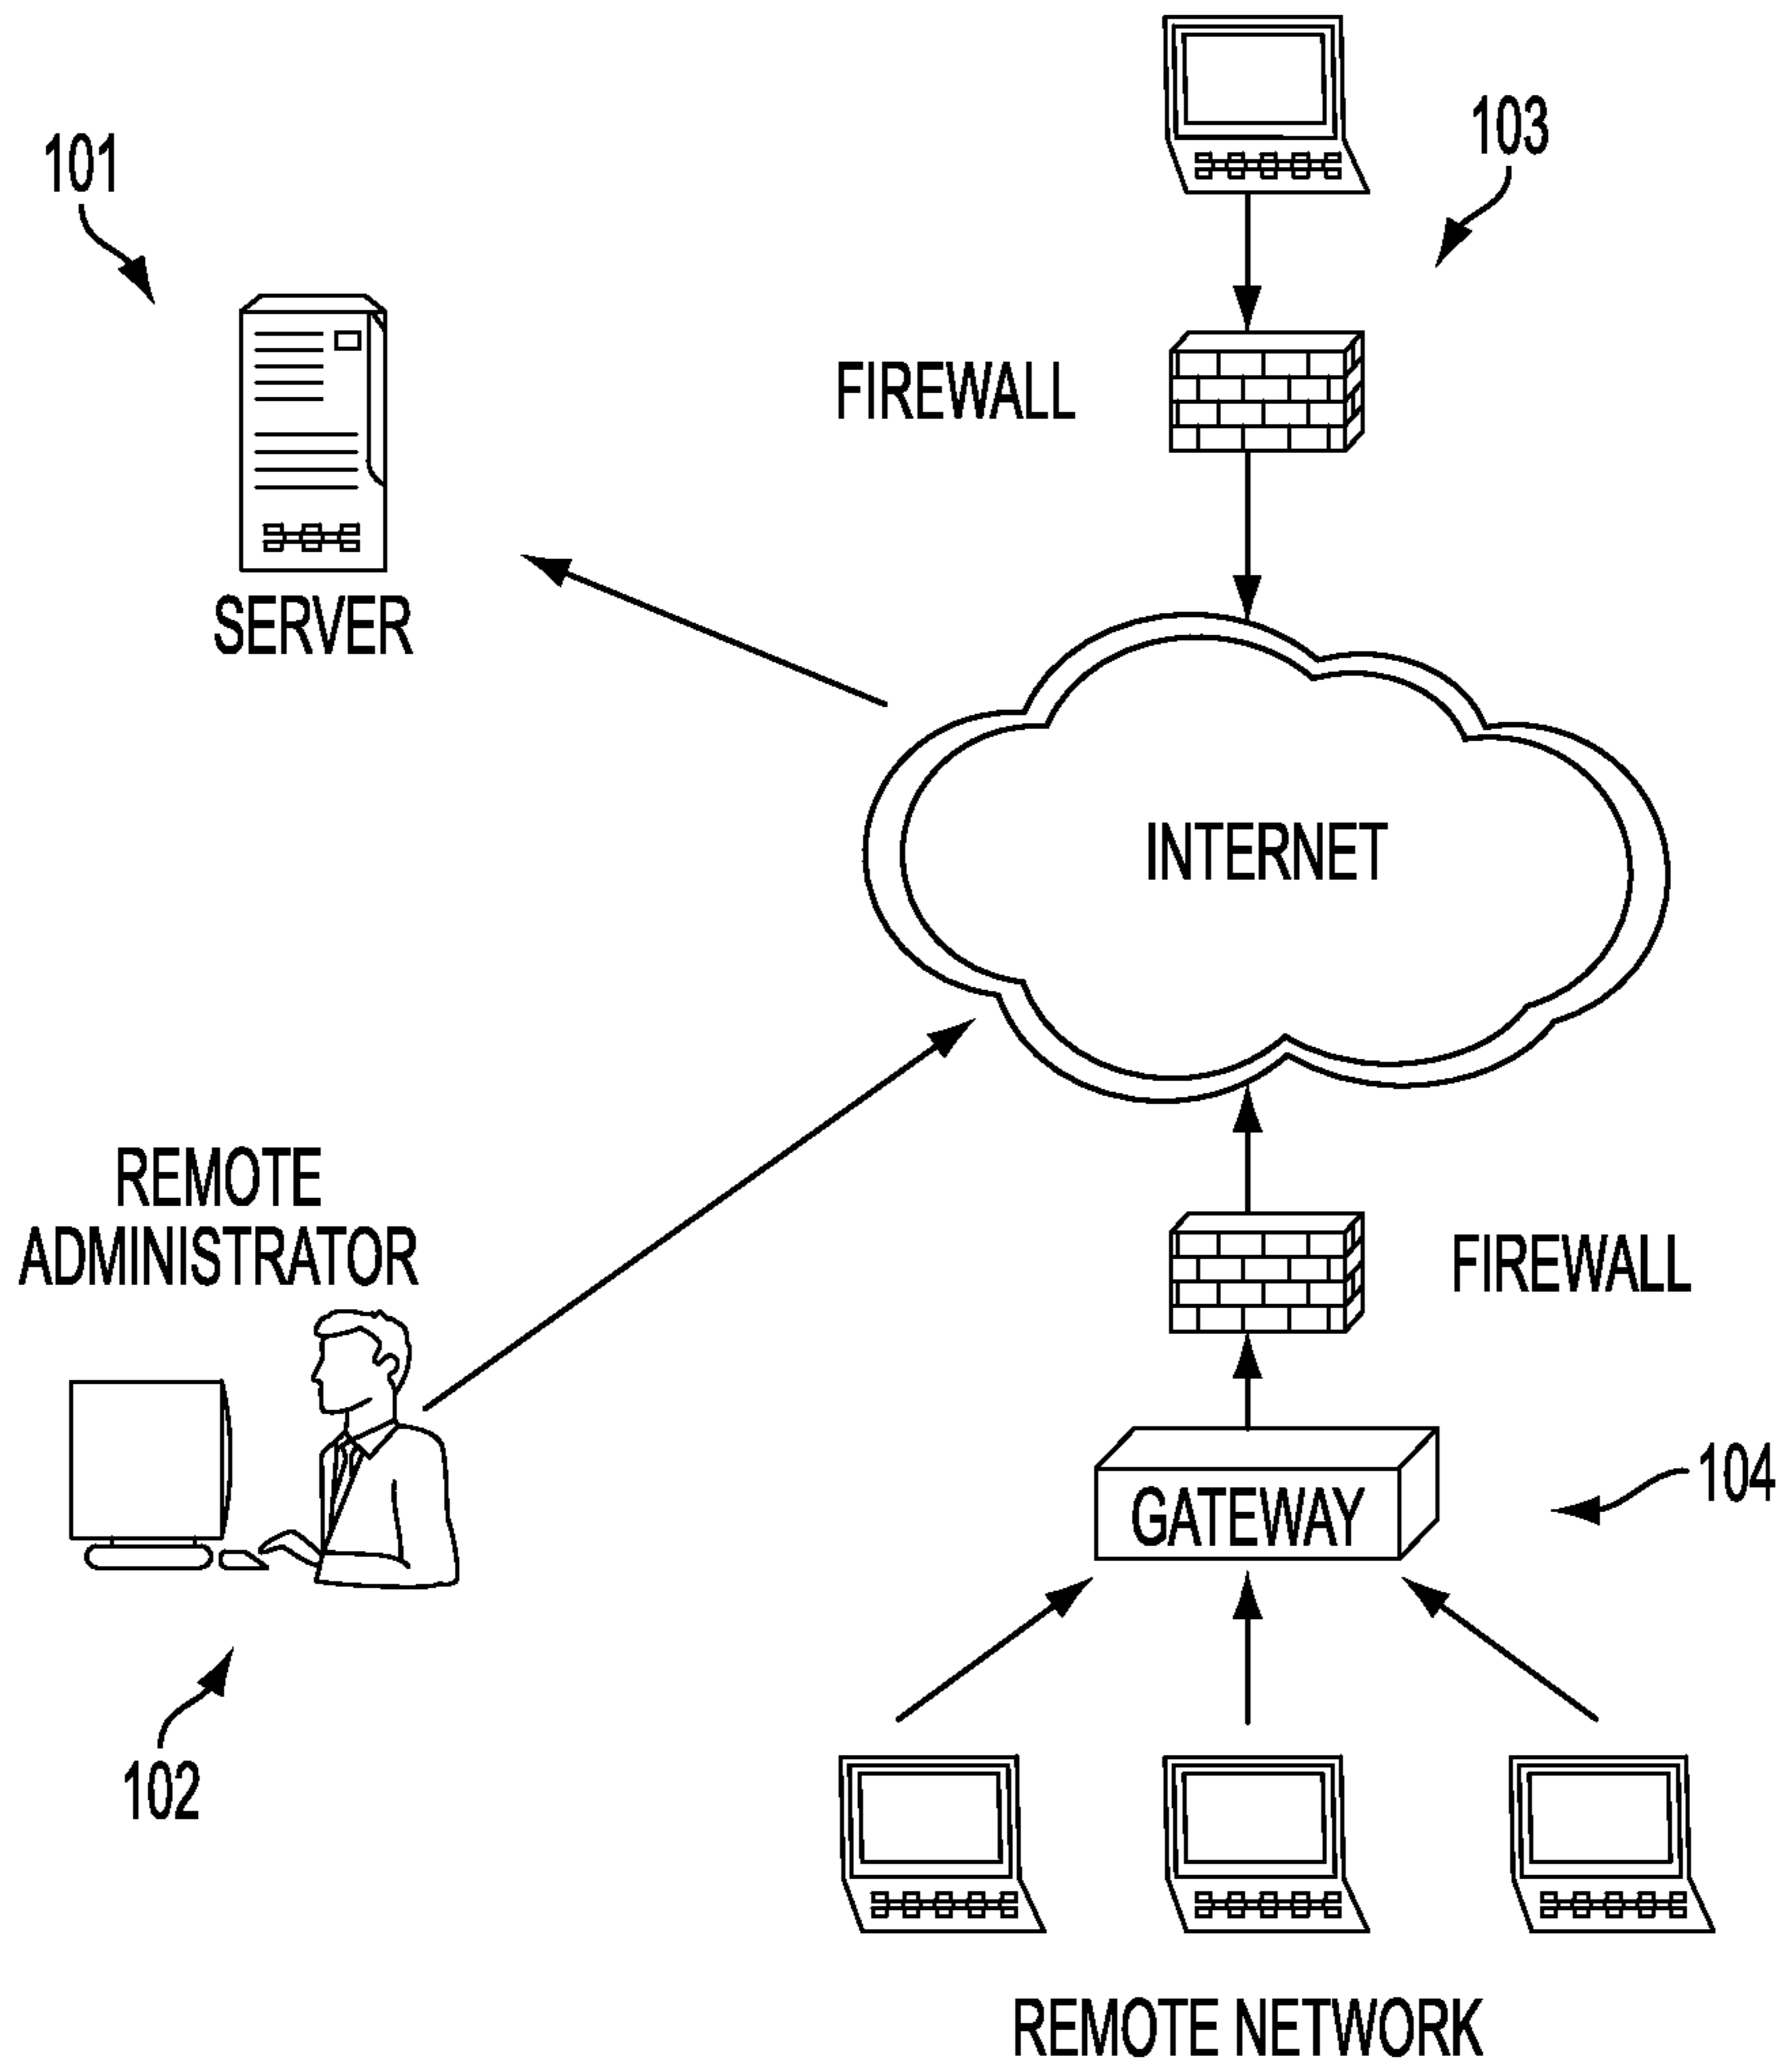 103
101
FIREWALL
SERVER
INTERNET
REMOTE
ADMINISTRATOR
FIREWALL
104
GATEWAY
102
REMOTE NETWORK